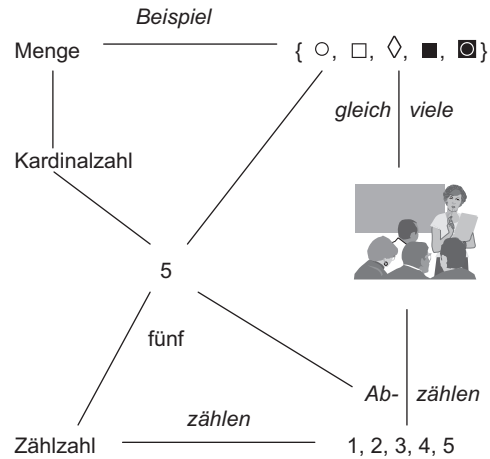 Beispiel
Menge { ○, □, ◊, ■, ◙ }
gleich viele
Kardinalzahl
5
fünf
Ab- zählen
zählen
Zählzahl 1, 2, 3, 4, 5